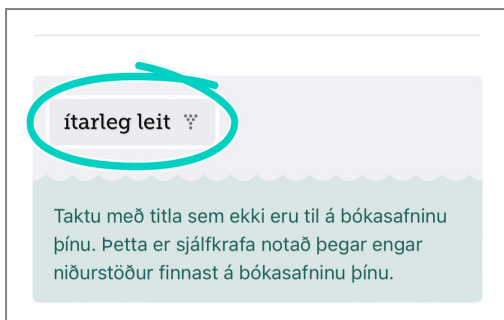 ítarleg leit
Taktu með titla sem ekki eru til á bókasafninu
þínu. Þetta er sjálfkrafa notað þegar engar
niðurstöður finnast á bókasafninu þínu.